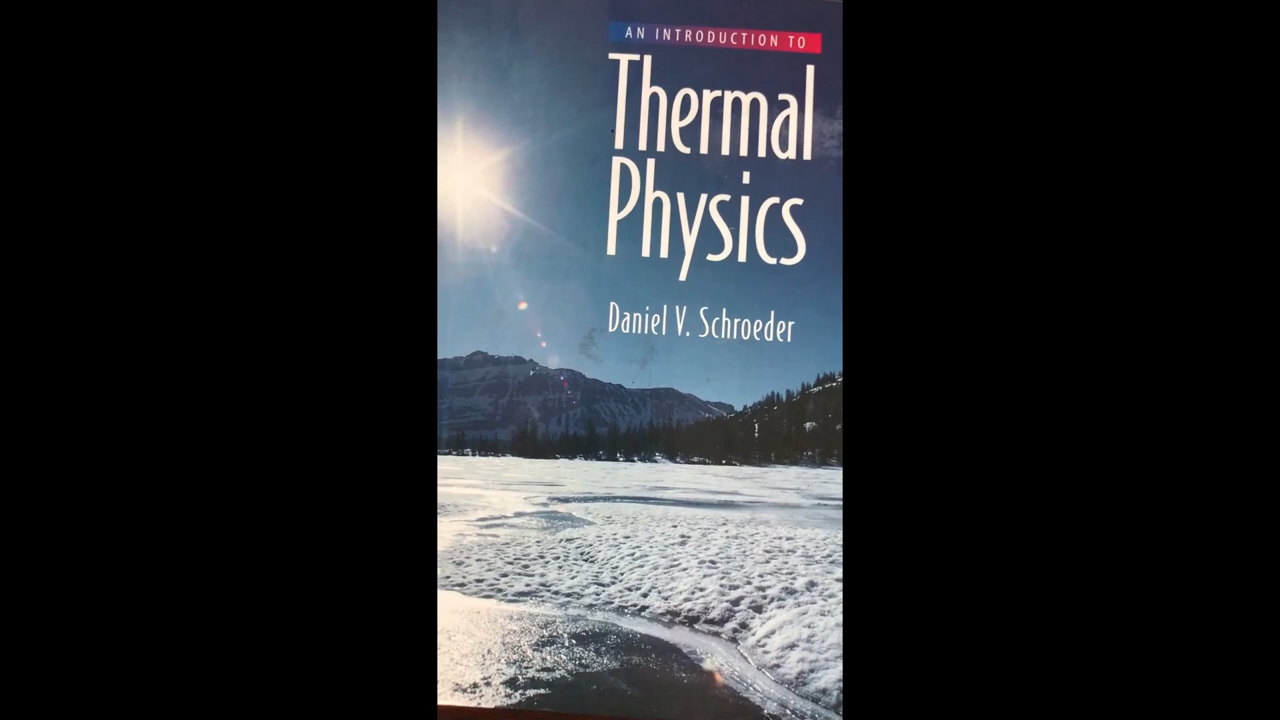 AN INTRODUCTION TO
Thermal
Physics
Daniel V. Schroeder